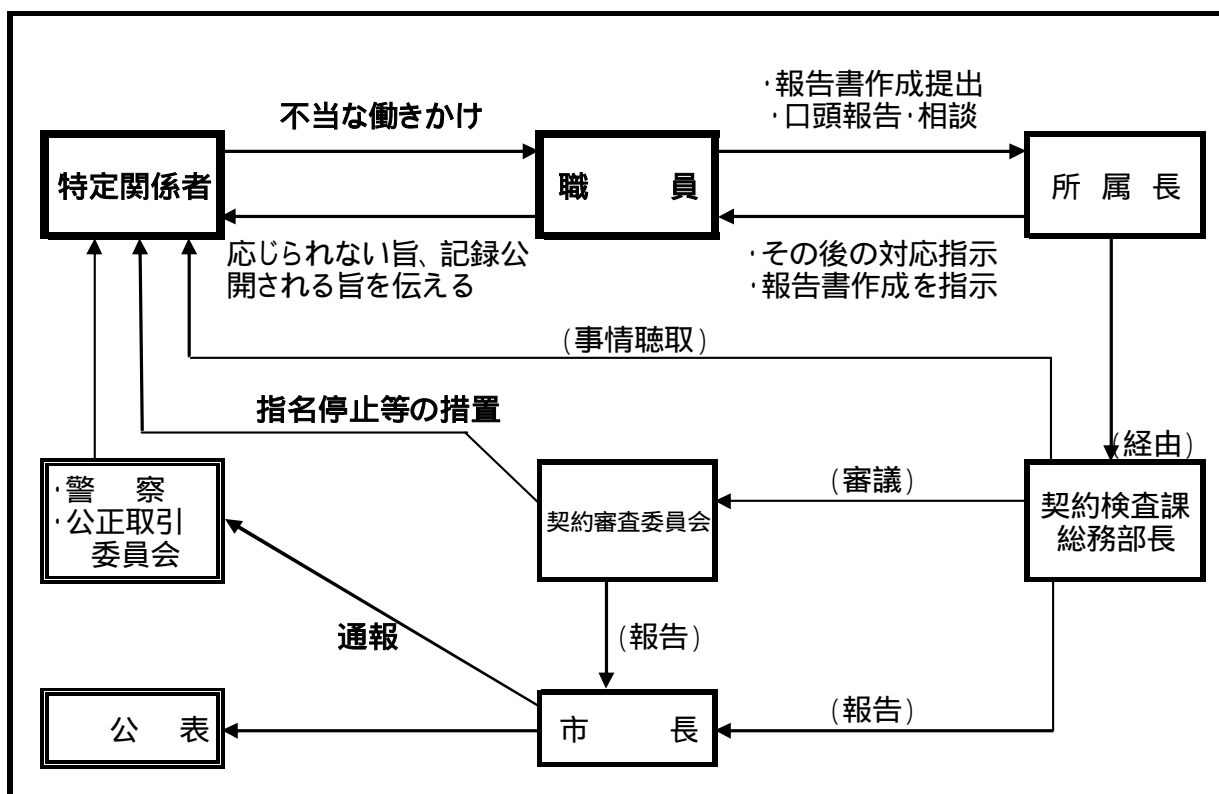 ・報告書作成提出
・口頭報告・相談
不当な働きかけ
特定関係者
職　　員
所　属　長
応じられない旨、記録公
開される旨を伝える
・その後の対応指示
・報告書作成を指示
(事情聴取)
指名停止等の措置
(経由)
・警　　察
・公正取引
委員会
契約審査委員会
(審議)
契約検査課
総務部長
通報
(報告)
公　　表
市　　長
(報告)